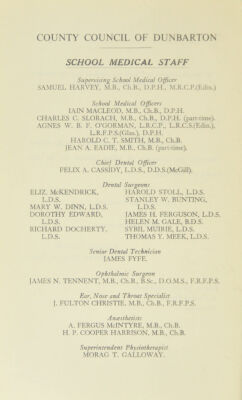 COUNTY COUNCIL OF DUNBARTON
SCHOOL MEDICAL STAFF
Supervising School Medical Officer
SAMUEL HARVEY, M.B., Ch.B., D.P.H., M.R.C.P.(Edin.)
School Medical Officers
IAIN MACLEOD, M.B., Ch.B., D.P.H.
CHARLES C. SLORACH, M.B., Ch.B., D.P.H. (part-time).
AGNES W. B. F. O'GORMAN, L.R.C.P., L.R.C.S.(Edin.),
L.R.F.P.S.(Glas.), D.P.H.
HAROLD C. T. SMITH, M.B., Ch.B.
JEAN A. EADIE, M.B., Ch.B. (part-time).
Chief Dental Officer
FELIX A. CASSIDY, L.D.S., D.D.S.(McGill).
Dental Surgeons
ELIZ. McKENDRICK,
L.D.S.
MARY W. DINN, L.D.S.
DOROTHY EDWARD,
L.D.S.
RICHARD DOCHERTY,
L.D.S.
HAROLD STOLL, L.D.S.
STANLEY W. BUNTING,
L.D.S.
JAMES H. FERGUSON, L.D.S.
HELEN M. GALE, B.D.S.
SYBIL MUIRIE, L.D.S.
THOMAS Y. MEEK, L.D.S.
Senior Dental Technician
JAMES FYFE.
Ophthalmic Surgeon
JAMES N. TENNENT, M.B., Ch.B., B.Sc., D.O.M.S., F.R.F.P.S.
Ear, Nose and Throat Specialist
J. FULTON CHRISTIE, M.B., Ch.B., F.R.F.P.S.
Anæsthetists
A. FERGUS McINTYRE, M.B., Ch.B.
H. P. COOPER HARRISON, M.B., Ch.B.
Superintendent Physiotherapist
MORAG T. GALLOWAY.